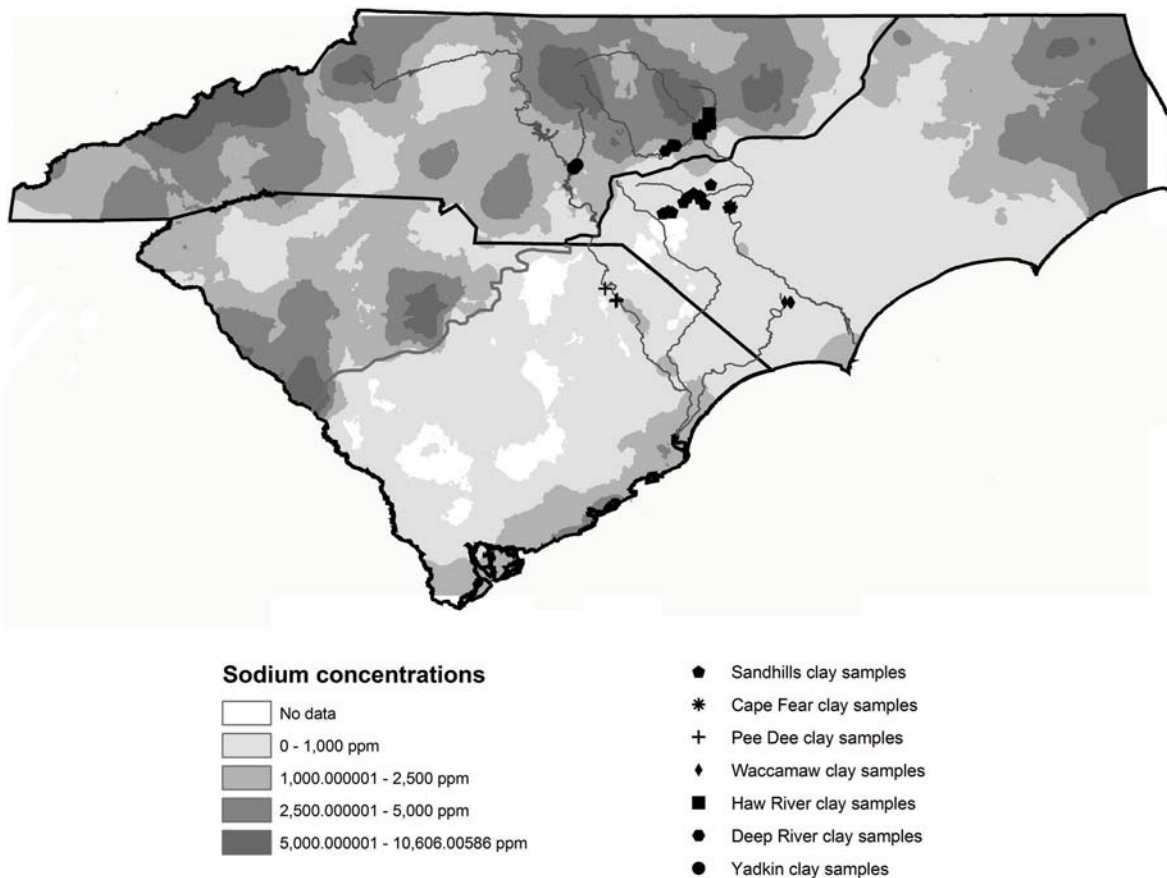 Sodium concentrations
No data
0 - 1,000 ppm
1,000.000001 - 2,500 ppm
2,500.000001 - 5,000 ppm
5,000.000001 - 10,606.00586 ppm
Sandhills clay samples
Cape Fear clay samples
Pee Dee clay samples
Waccamaw clay samples
Haw River clay samples
Deep River clay samples
Yadkin clay samples